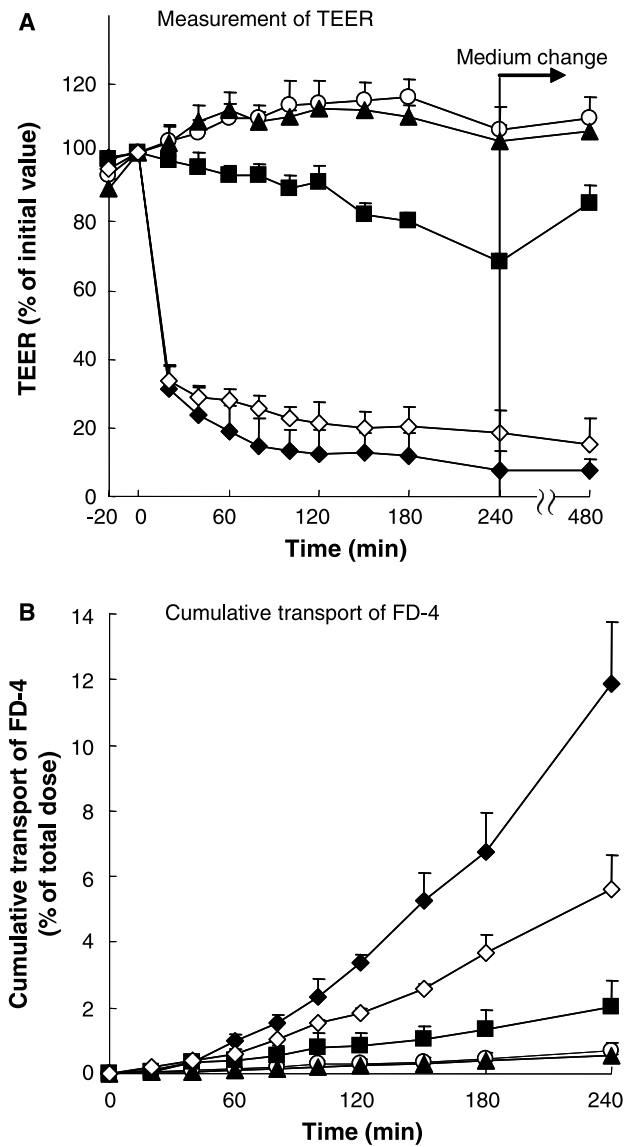 A
Measurement of TEER
Medium change
TEER (% of initial value)
120
100
80
60
40
20
0
-20 0 60 120 180 240 480
Time (min)
B
Cumulative transport of FD-4
Cumulative transport of FD-4
(% of total dose)
14
12
10
8
6
4
2
0
0 60 120 180 240
Time (min)